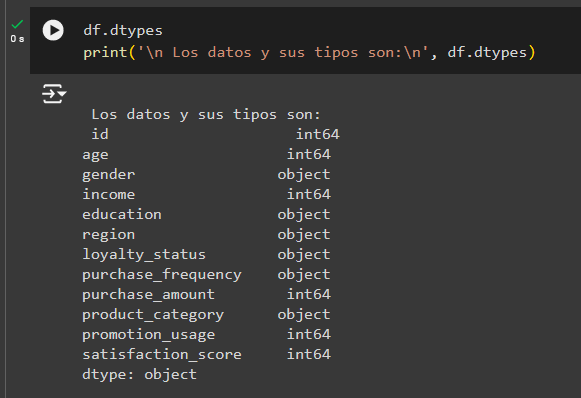 df.dtypes
0 s
print('\n Los datos y sus tipos son:\n', df.dtypes)
Los datos y sus tipos son:
id int64
age int64
gender object
income int64
education object
region object
loyalty_status object
purchase_frequency object
purchase_amount int64
product_category object
promotion_usage int64
satisfaction_score int64
dtype: object